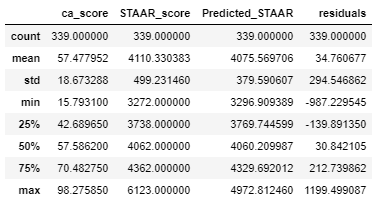 ca_score STAAR_score Predicted_STAAR residuals
count 339.000000 339.000000 339.000000 339.000000
mean 57.477952 4110.330383 4075.569706 34.760677
std 18.673288 499.231460 379.590607 294.546862
min 15.793100 3272.000000 3296.909389 -987.229545
25% 42.689650 3738.000000 3769.744599 -139.891350
50% 57.586200 4062.000000 4060.209987 30.842105
75% 70.482750 4362.000000 4329.692012 212.739862
max 98.275850 6123.000000 4972.812460 1199.499087